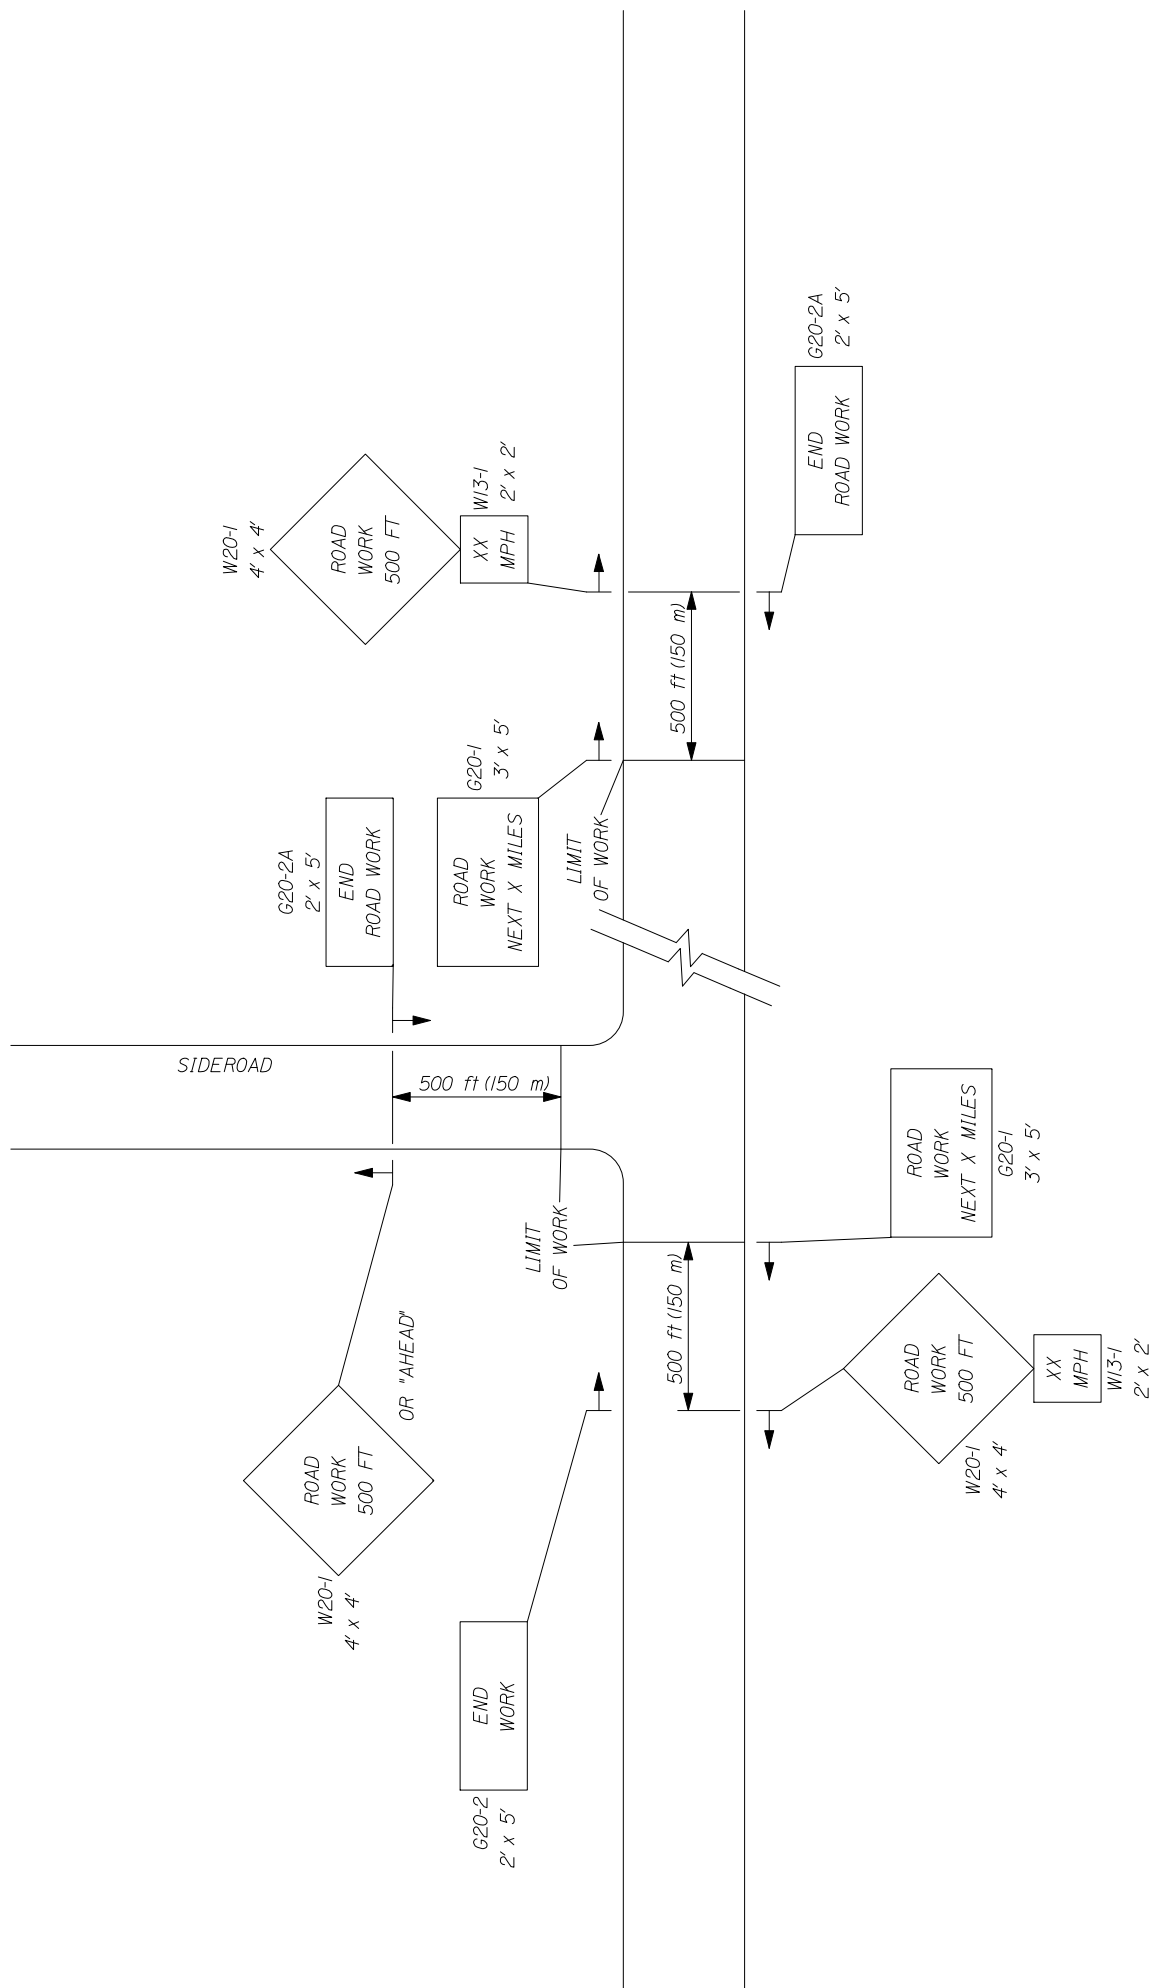 W20-1
4' x 4'
ROAD
WORK
500 FT
XX
MPH
W13-1
2' x 2'
G20-2A
2' x 5'
END
ROAD WORK
500 ft (150 m)
G20-1
3' x 5'
ROAD
WORK
NEXT X MILES
LIMIT
OF WORK
G20-2A
2' x 5'
END
ROAD WORK
SIDEROAD
500 ft (150 m)
LIMIT
OF WORK
500 ft (150 m)
ROAD
WORK
NEXT X MILES
G20-1
3' x 5'
ROAD
WORK
500 FT
W20-1
4' x 4'
XX
MPH
W13-1
2' x 2'
OR "AHEAD"
ROAD
WORK
500 FT
W20-1
4' x 4'
END
WORK
G20-2
2' x 5'